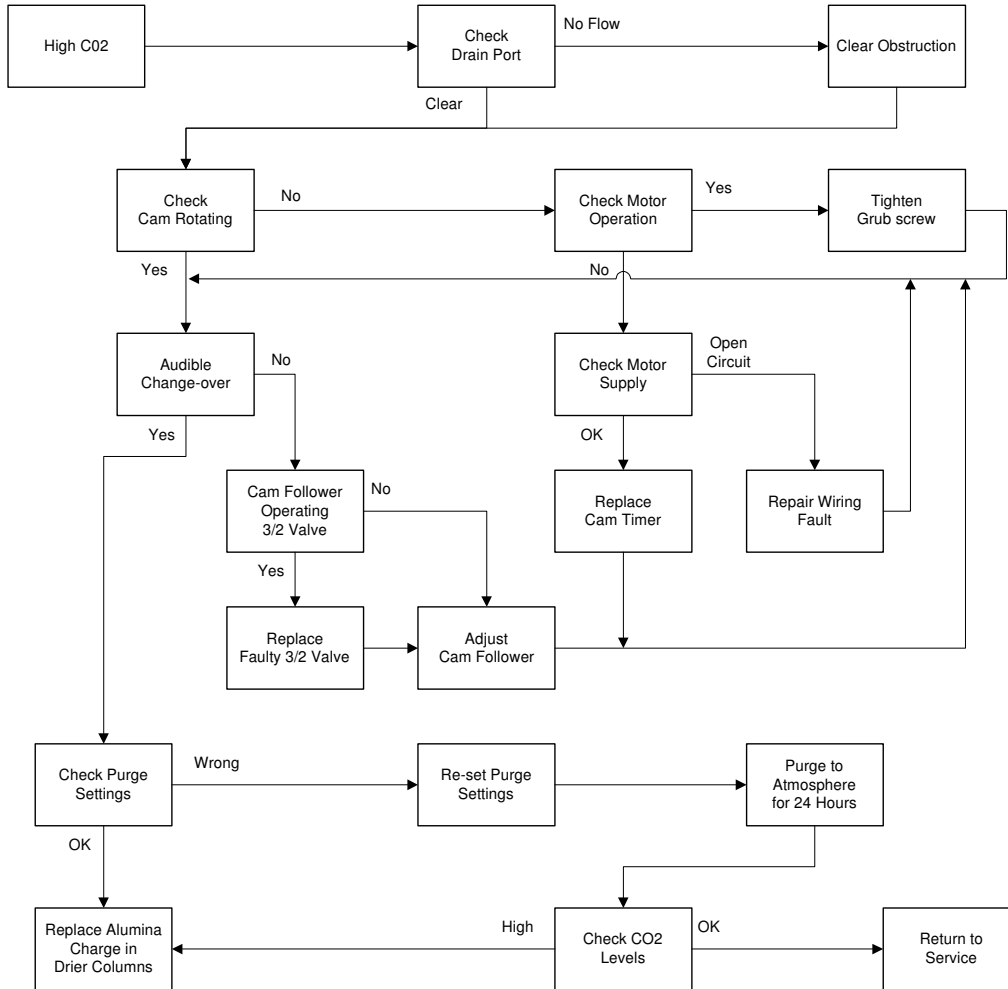 High C02
Check
Drain Port
No Flow
Clear Obstruction
Clear
Check
Cam Rotating
No
Check Motor
Operation
Yes
Tighten
Grub screw
Yes
No
Audible
Change-over
No
Check Motor
Supply
Open
Circuit
Yes
OK
Cam Follower
Operating
3/2 Valve
No
Replace
Cam Timer
Repair Wiring
Fault
Yes
Replace
Faulty 3/2 Valve
Adjust
Cam Follower
Check Purge
Settings
Wrong
Re-set Purge
Settings
Purge to
Atmosphere
for 24 Hours
OK
Replace Alumina
Charge in
Drier Columns
High
Check CO2
Levels
OK
Return to
Service